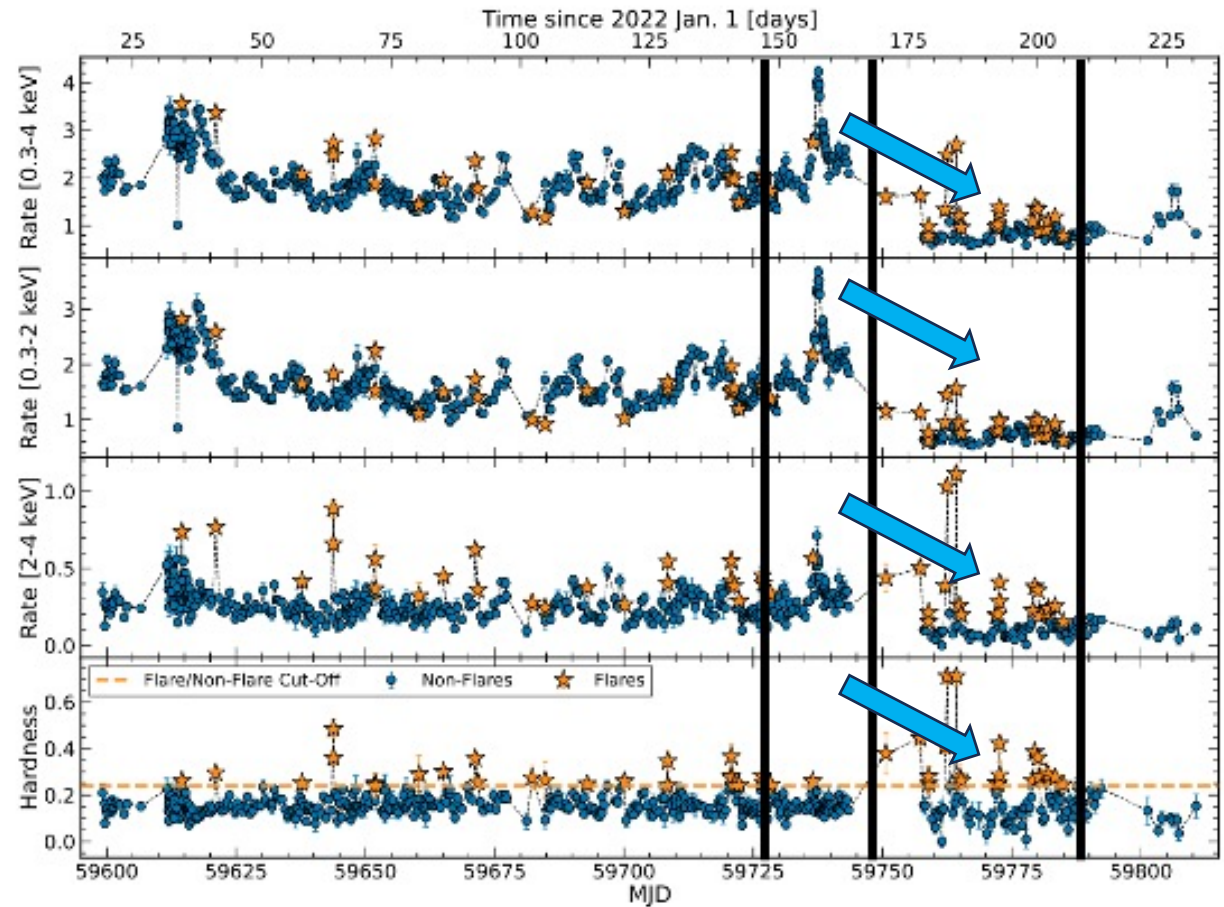 Time since 2022 Jan. 1 [days]
25 50 75 100 125 150 175 200 225
Rate [0.3-4 keV]
4
3
2
1
Rate [0.3-2 keV]
3
2
1
Rate [2-4 keV]
1.0
0.5
0.0
Flare/Non-Flare Cut-Off Non-Flares Flares
Hardness
0.6
0.4
0.2
0.0
59600 59625 59650 59675 59700 59725 59750 59775 59800
MJD